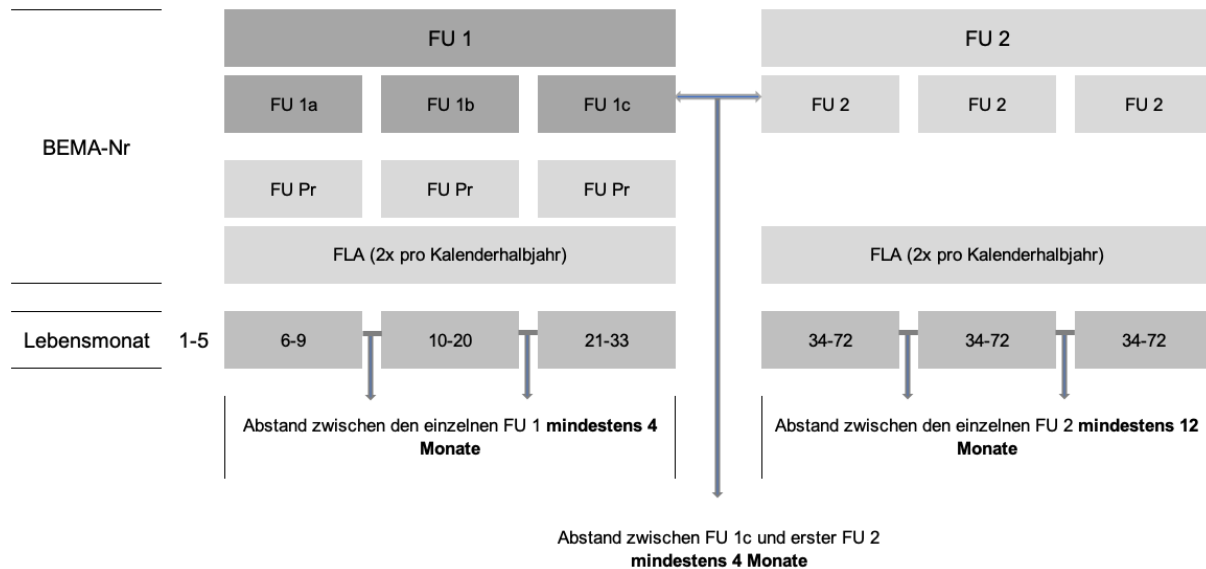 FU 1
FU 2
FU 1a
FU 1b
FU 1c
FU 2
FU 2
FU 2
BEMA-Nr
FU Pr
FU Pr
FU Pr
FLA (2x pro Kalenderhalbjahr)
FLA (2x pro Kalenderhalbjahr)
Lebensmonat
1-5
6-9
10-20
21-33
34-72
34-72
34-72
Abstand zwischen den einzelnen FU 1 mindestens 4
Monate
Abstand zwischen den einzelnen FU 2 mindestens 12
Monate
Abstand zwischen FU 1c und erster FU 2
mindestens 4 Monate